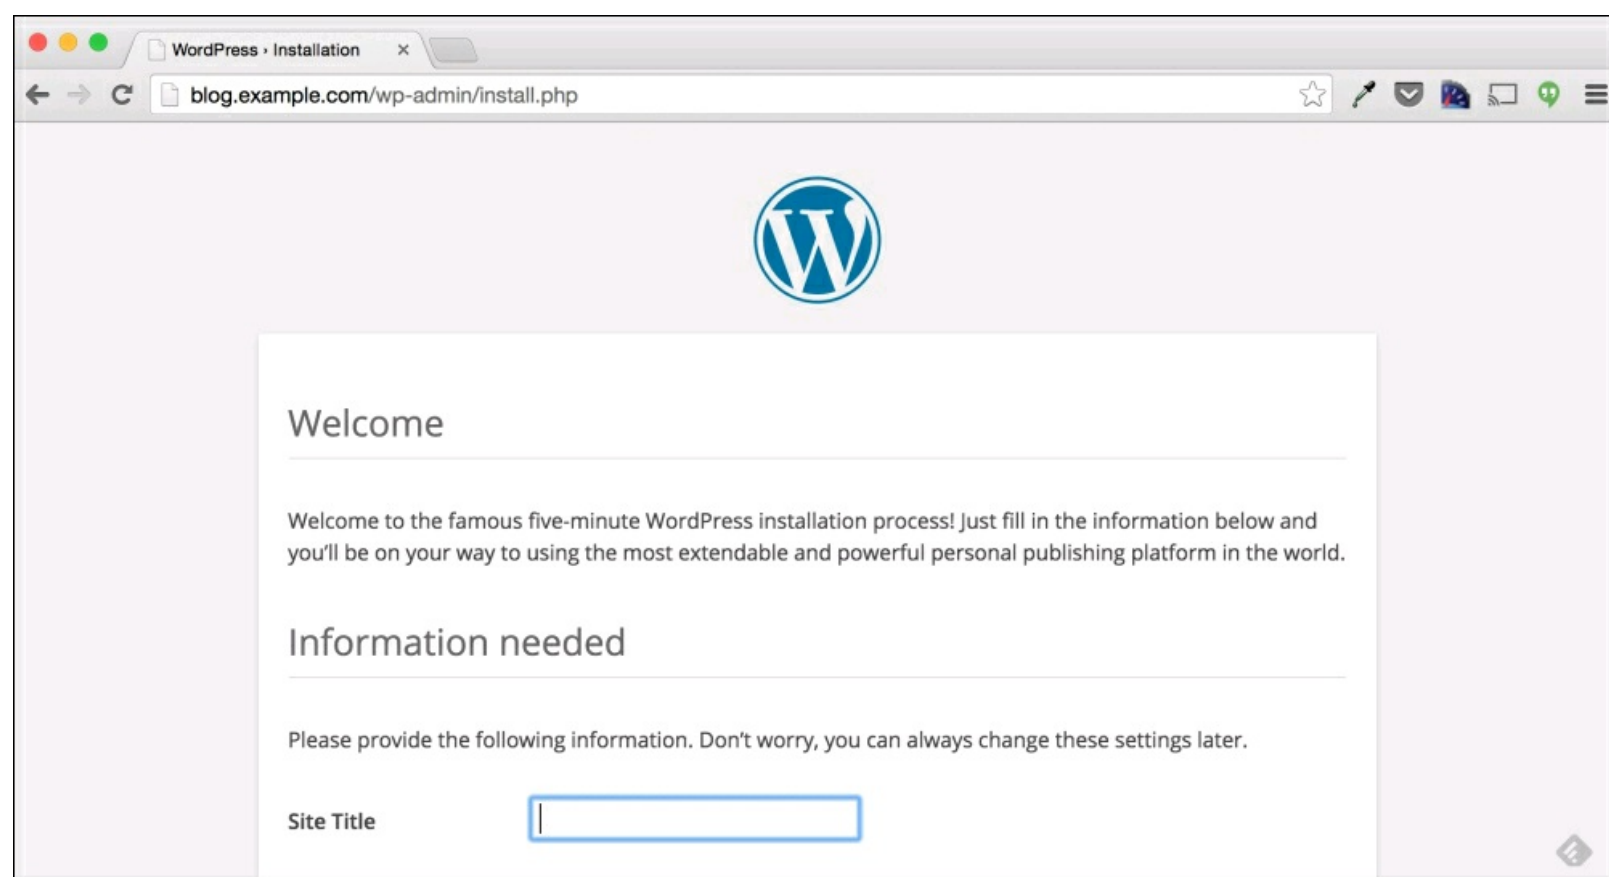 WordPress › Installation
blog.example.com/wp-admin/install.php
Welcome
Welcome to the famous five-minute WordPress installation process! Just fill in the information below and
you’ll be on your way to using the most extendable and powerful personal publishing platform in the world.
Information needed
Please provide the following information. Don’t worry, you can always change these settings later.
Site Title